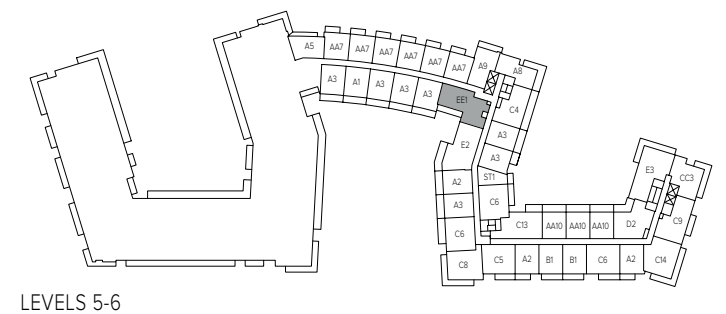 A5 AA7 AA7 AA7 AA7 AA7 AA7 A9 A8
A3 A1 A3 A3 A3 EE1 C4
E2 A3
A3
A2 ST1 E3 CC3
A3 C6
C6 C13 AA10 AA10 AA10 D2 C9
C8 C5 A2 B1 B1 C6 A2 C14
LEVELS 5-6